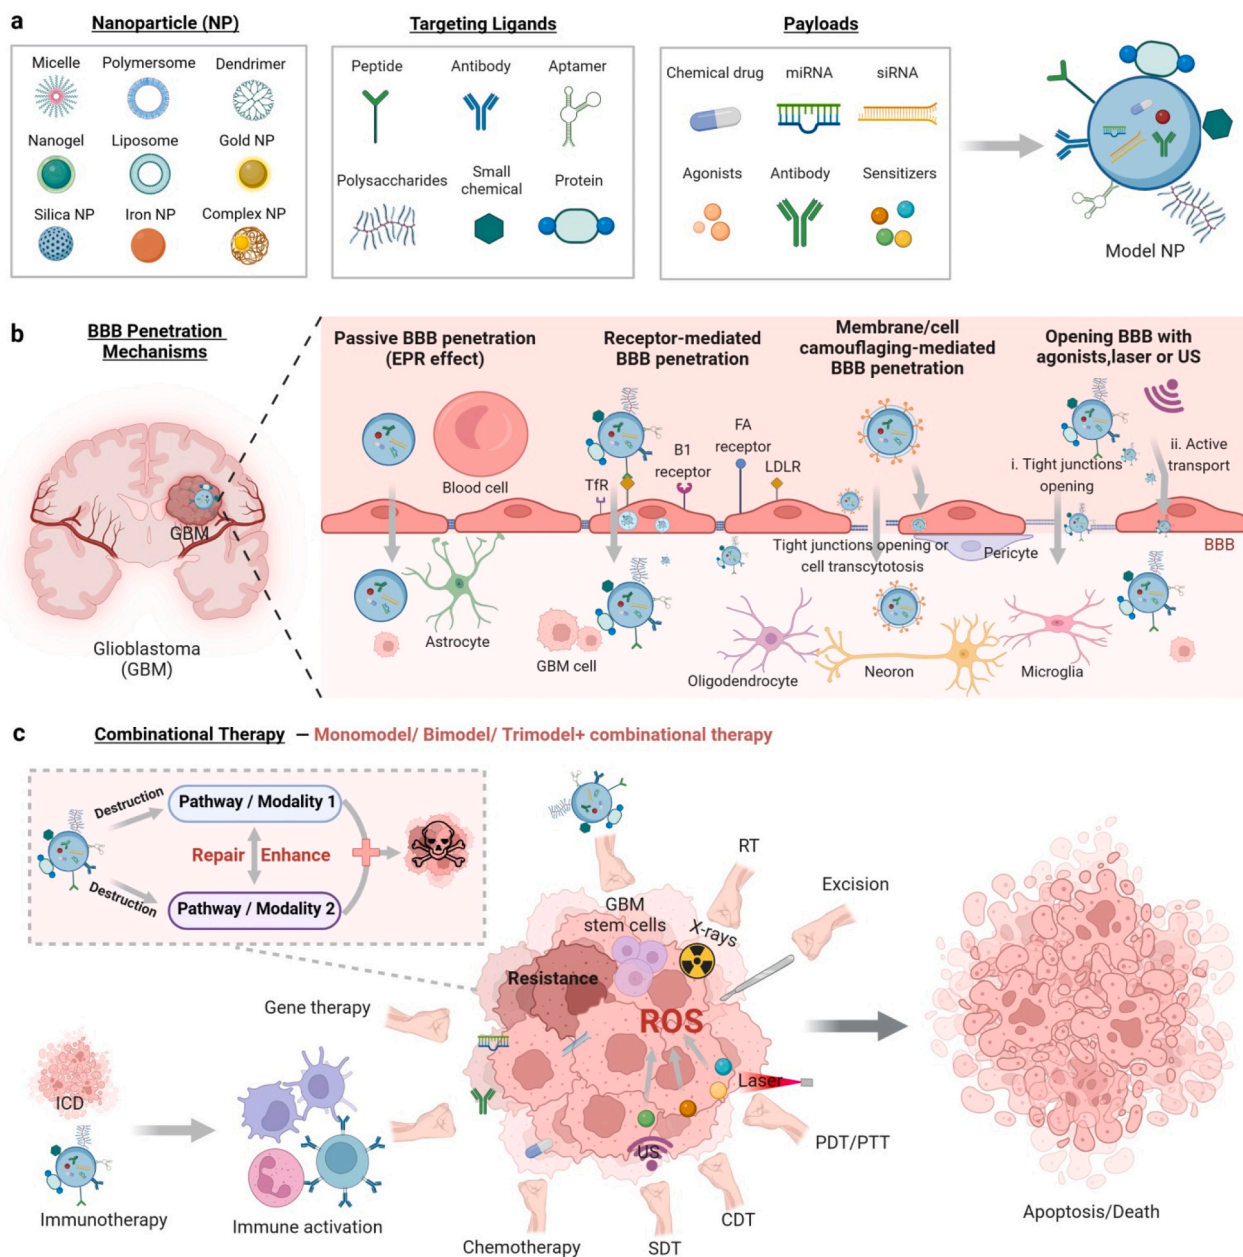 a
Nanoparticle (NP)
Micelle
Polymersome
Dendrimer
Nanogel
Liposome
Gold NP
Silica NP
Iron NP
Complex NP
Targeting Ligands
Peptide
Antibody
Aptamer
Polysaccharides
Small
chemical
Protein
Payloads
Chemical drug
miRNA
siRNA
Agonists
Antibody
Sensitizers
Model NP
b
BBB Penetration
Mechanisms
GBM
Glioblastoma
(GBM)
Passive BBB penetration
(EPR effect)
Blood cell
Astrocyte
Receptor-mediated
BBB penetration
TfR
B1
receptor
FA
receptor
LDLR
GBM cell
Oligodendrocyte
Membrane/cell
camouflaging-mediated
BBB penetration
Tight junctions opening or
cell transcytotosis
Pericyte
Neoron
Opening BBB with
agonists,laser or US
i. Tight junctions
opening
ii. Active
transport
BBB
Microglia
c
Combinational Therapy – Monomodel/ Bimodel/ Trimodel+ combinational therapy
Destruction
Pathway / Modality 1
Repair
Enhance
Destruction
Pathway / Modality 2
GBM
stem cells
RT
Excision
X-rays
Resistance
ROS
Gene therapy
Laser
ICD
US
PDT/PTT
Immunotherapy
Immune activation
Chemotherapy
SDT
CDT
Apoptosis/Death